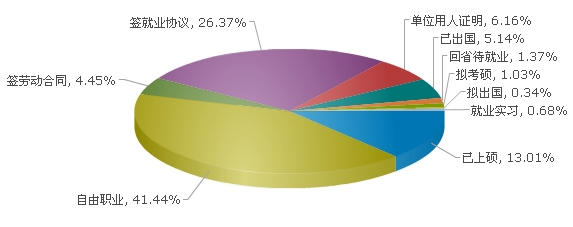 签就业协议, 26.37%
单位用人证明, 6.16%
已出国, 5.14%
回省待就业, 1.37%
拟考硕, 1.03%
拟出国, 0.34%
就业实习, 0.68%
签劳动合同, 4.45%
已上硕, 13.01%
自由职业, 41.44%